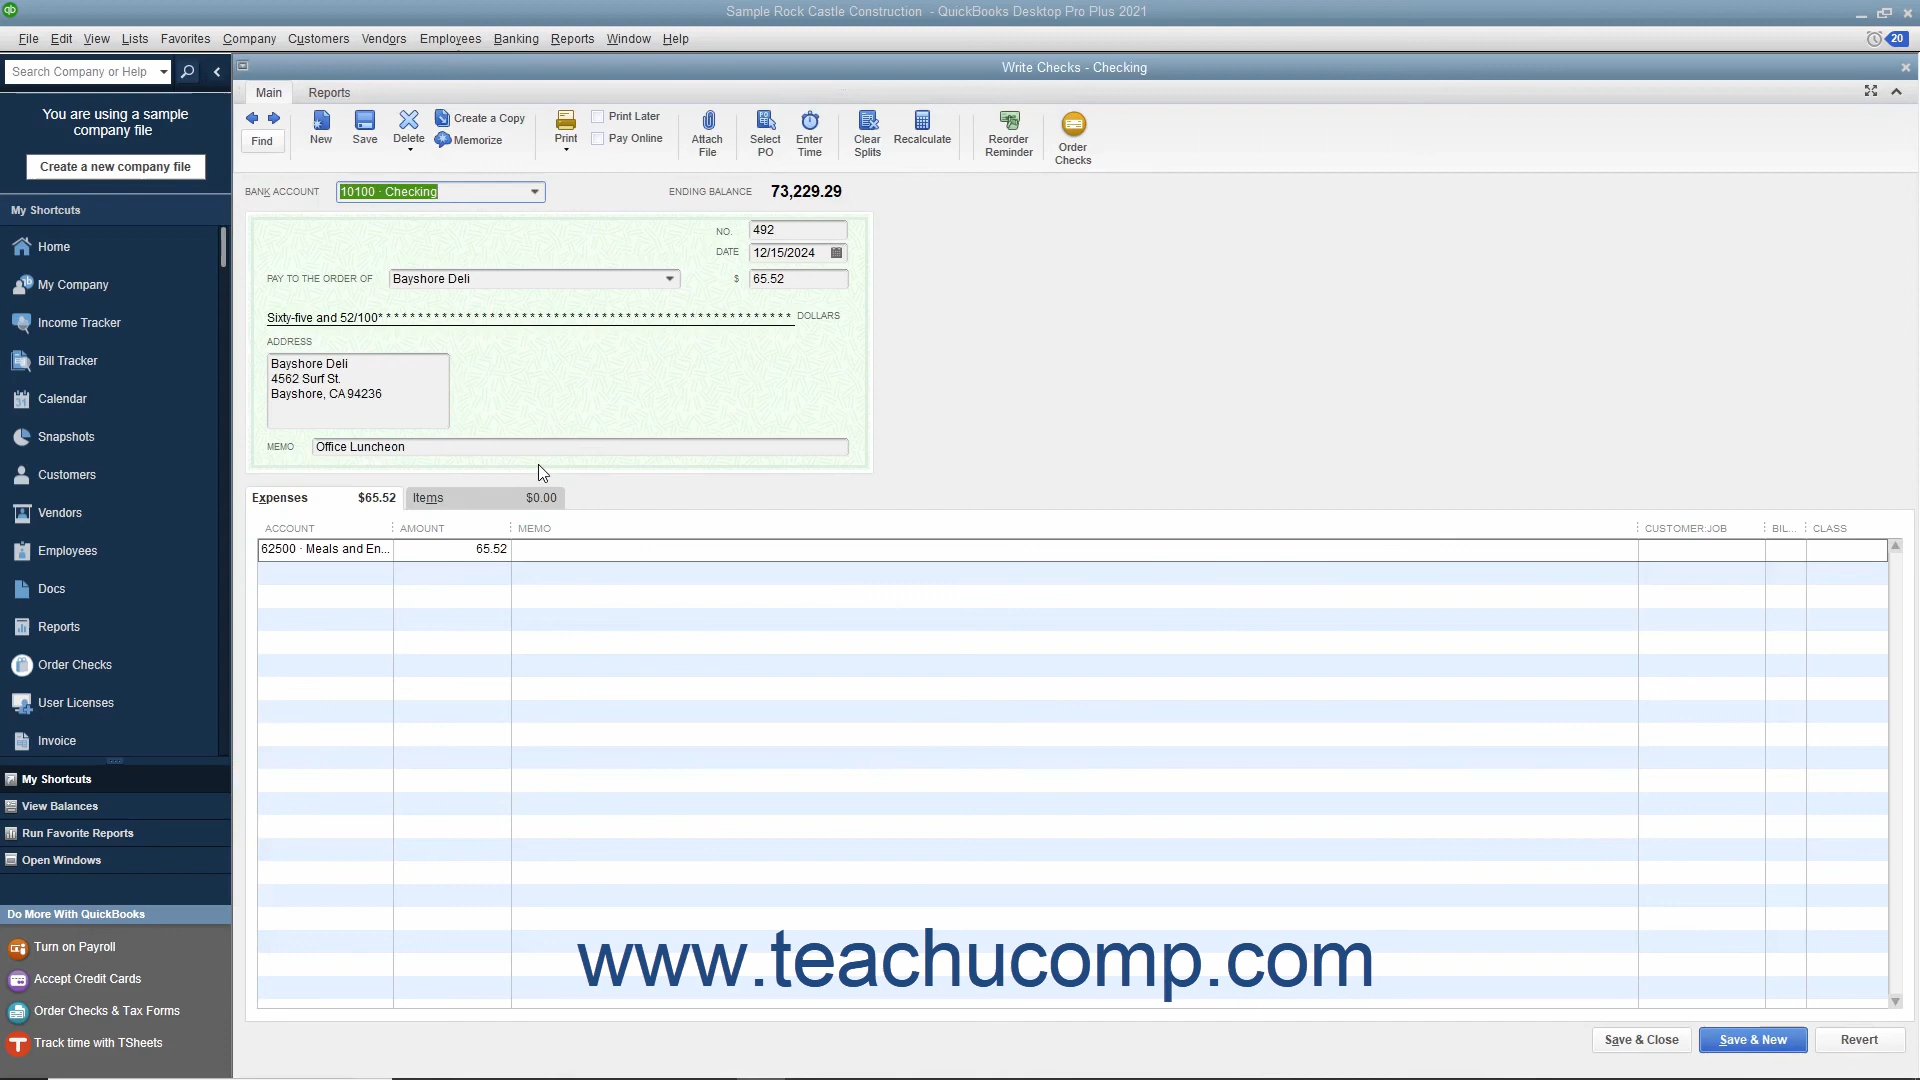 Sample Rock Castle Construction - QuickBooks Desktop Pro Plus 2021
File Edit View Lists Favorites Company Customers Vendors Employees Banking Reports Window Help
20
Search Company or Help
Write Checks - Checking
You are using a sample
company file
Create a new company file
My Shortcuts
Home
My Company
Income Tracker
Bill Tracker
Calendar
Snapshots
Customers
Vendors
Employees
Docs
Reports
Order Checks
User Licenses
Invoice
My Shortcuts
View Balances
Run Favorite Reports
Open Windows
Do More With QuickBooks
Turn on Payroll
Accept Credit Cards
Order Checks & Tax Forms
Track time with TSheets
Main Reports
Find
New
Save
Delete
Create a Copy
Memorize
Print
Print Later
Pay Online
Attach
File
Select
PO
Enter
Time
Clear
Splits
Recalculate
Reorder
Reminder
Order
Checks
BANK ACCOUNT 10100 · Checking ENDING BALANCE 73,229.29
NO. 492
DATE 12/15/2024
PAY TO THE ORDER OF Bayshore Deli $ 65.52
Sixty-five and 52/100* * * * * * * * * * * * * * * * * * * * * * * * * * * * * * * * * * * * * * * * * * * * * * * * * * * DOLLARS
ADDRESS
Bayshore Deli
4562 Surf St.
Bayshore, CA 94236
MEMO Office Luncheon
Expenses $65.52 Items $0.00
ACCOUNT AMOUNT MEMO CUSTOMER:JOB BIL... CLASS
62500 · Meals and En... 65.52
www.teachucomp.com
Save & Close Save & New Revert